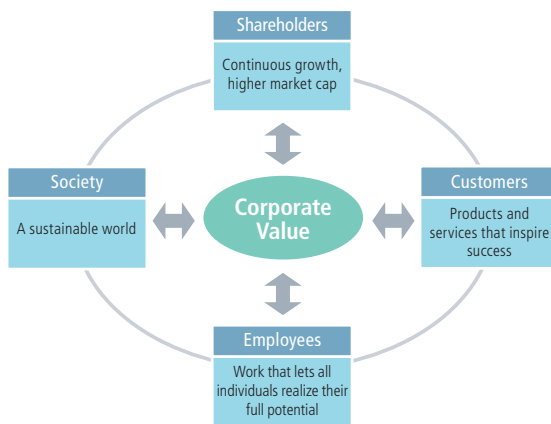 Shareholders
Continuous growth,
higher market cap
Society
A sustainable world
Corporate
Value
Customers
Products and
services that inspire
success
Employees
Work that lets all
individuals realize their
full potential